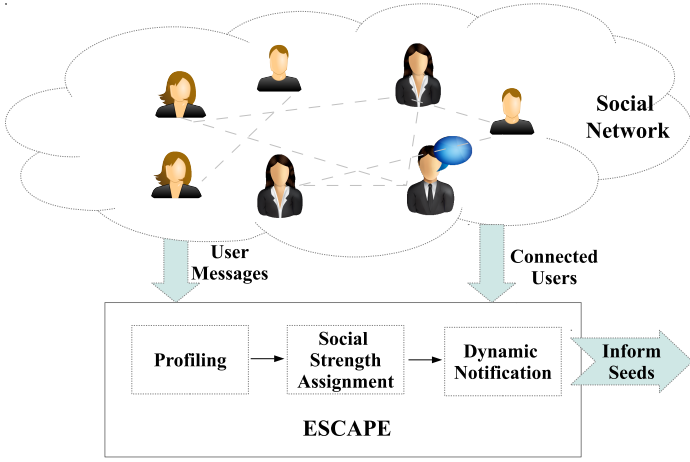 Social
Network
User
Messages
Connected
Users
Profiling
Social
Strength
Assignment
Dynamic
Notification
Inform
Seeds
ESCAPE